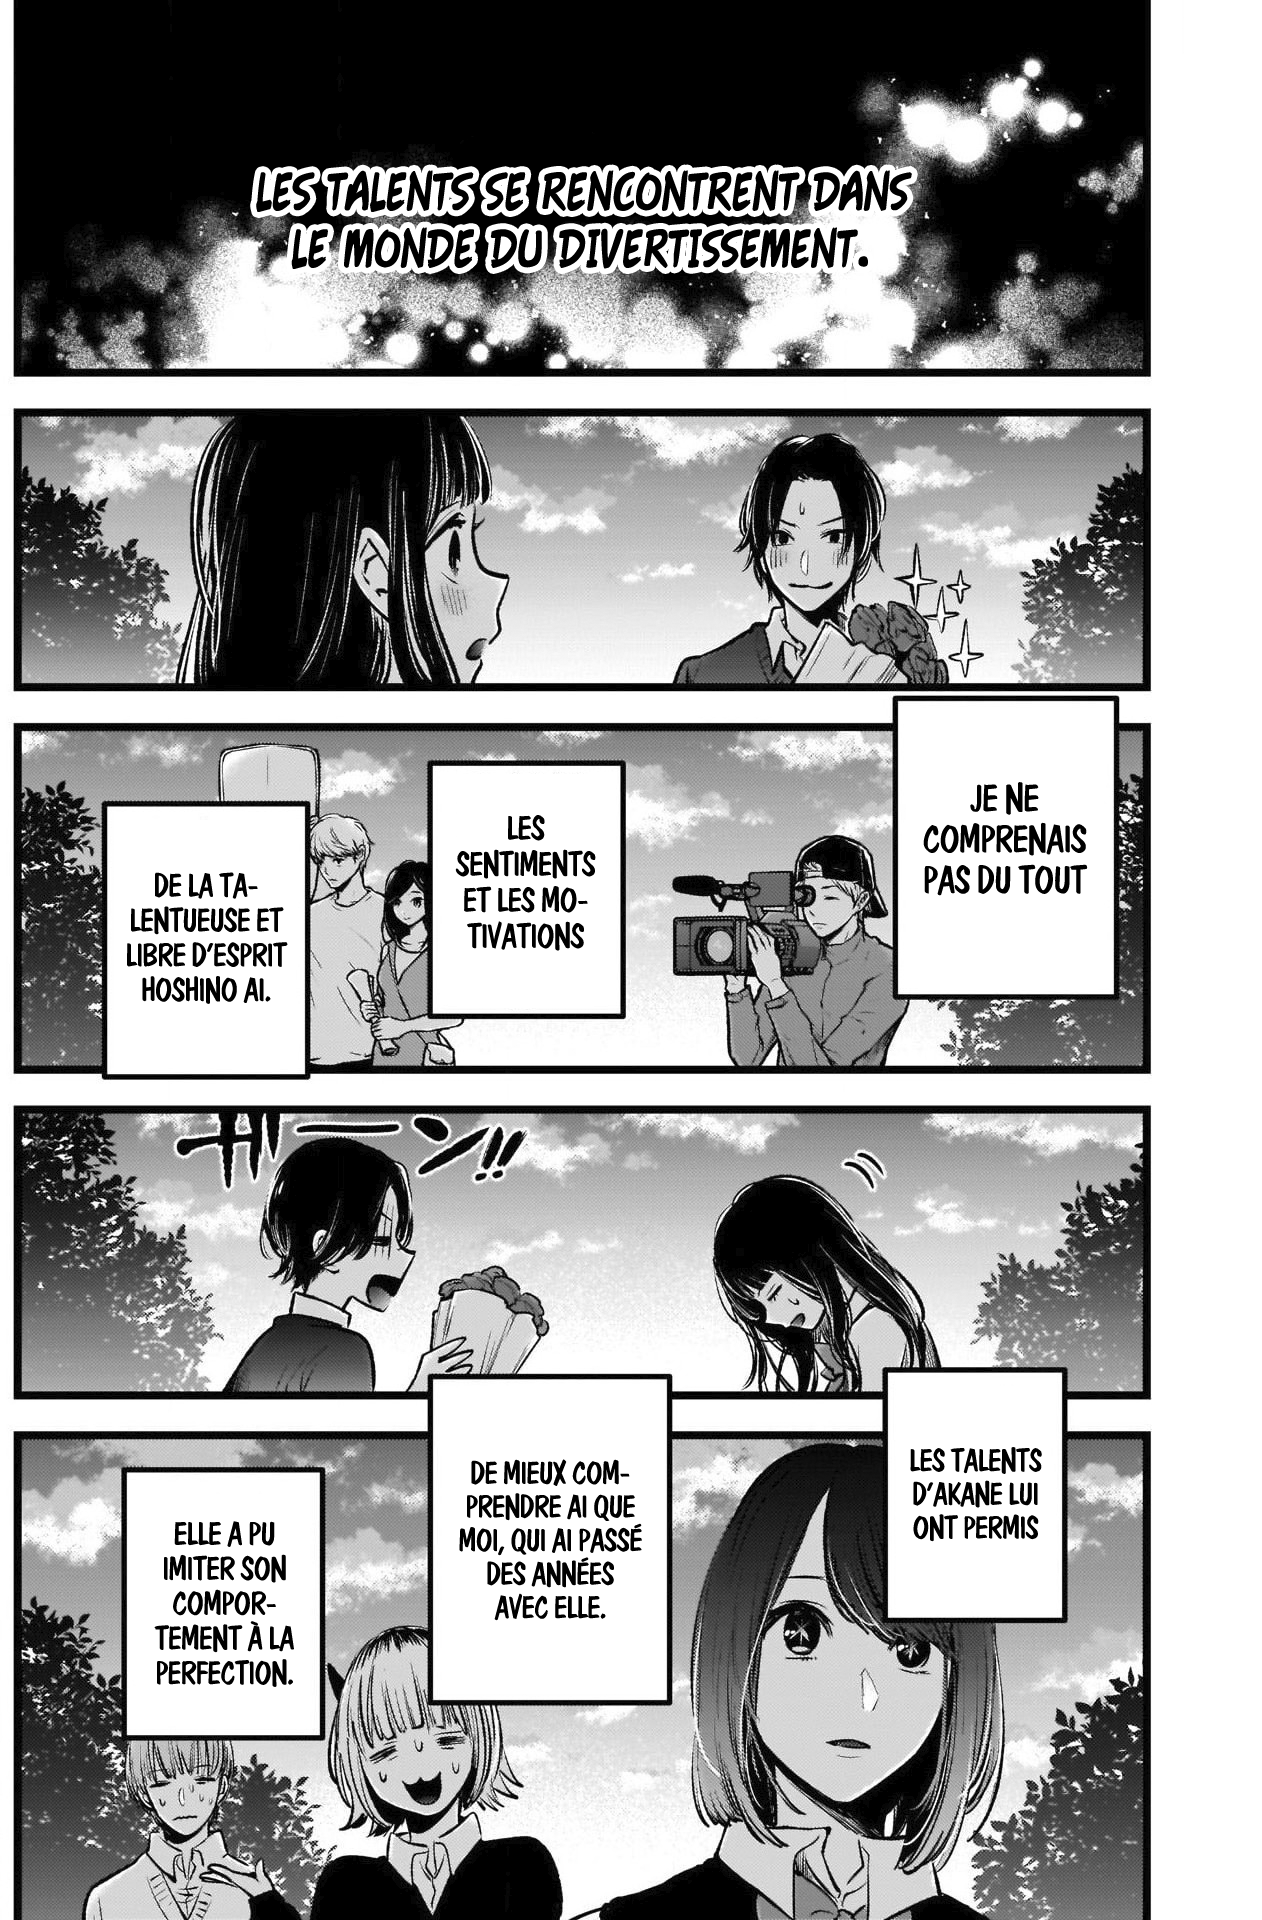 LES TALENTS SE RENCONTRENT DANS
LE MONDE DU DIVERTISSEMENT.
JE NE
COMPRENAIS
PAS DU TOUT
LES
SENTIMENTS
ET LES MO-
TIVATIONS
DE LA TA-
LENTUEUSE ET
LIBRE D'ESPRIT
HOSHINO AI.
ガーン!!
LES TALENTS
D'AKANE LUI
ONT PERMIS
DE MIEUX COM-
PRENDRE AI QUE
MOI, QUI AI PASSÉ
DES ANNÉES
AVEC ELLE.
ELLE A PU
IMITER SON
COMPOR-
TEMENT À LA
PERFECTION.